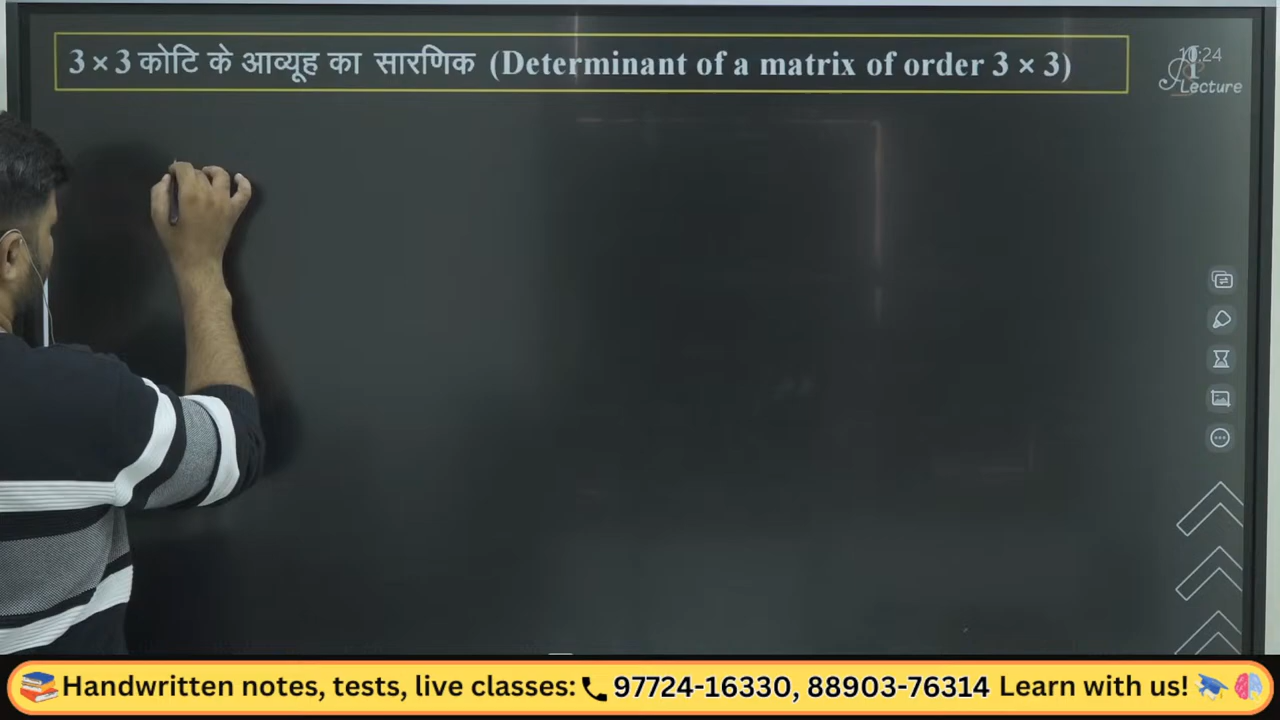 3 × 3 कोटि के आव्यूह का सारणिक (Determinant of a matrix of order 3 × 3)
Lecture
Handwritten notes, tests, live classes: 97724-16330, 88903-76314 Learn with us!